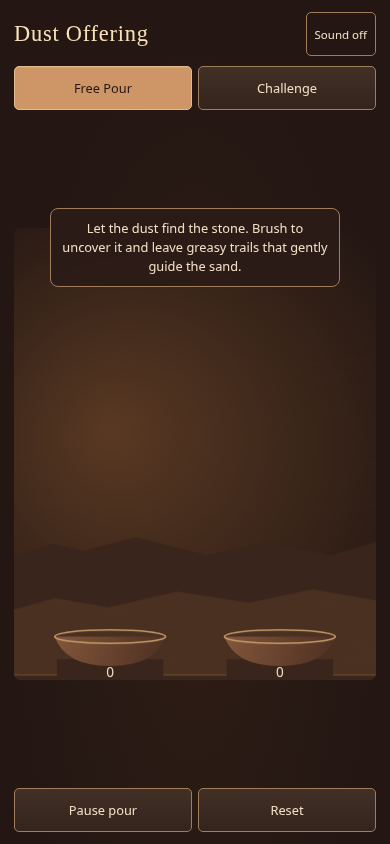 Dust Offering
Sound off
Free Pour
Challenge
Let the dust find the stone. Brush to
uncover it and leave greasy trails that gently
guide the sand.
0
0
Pause pour
Reset